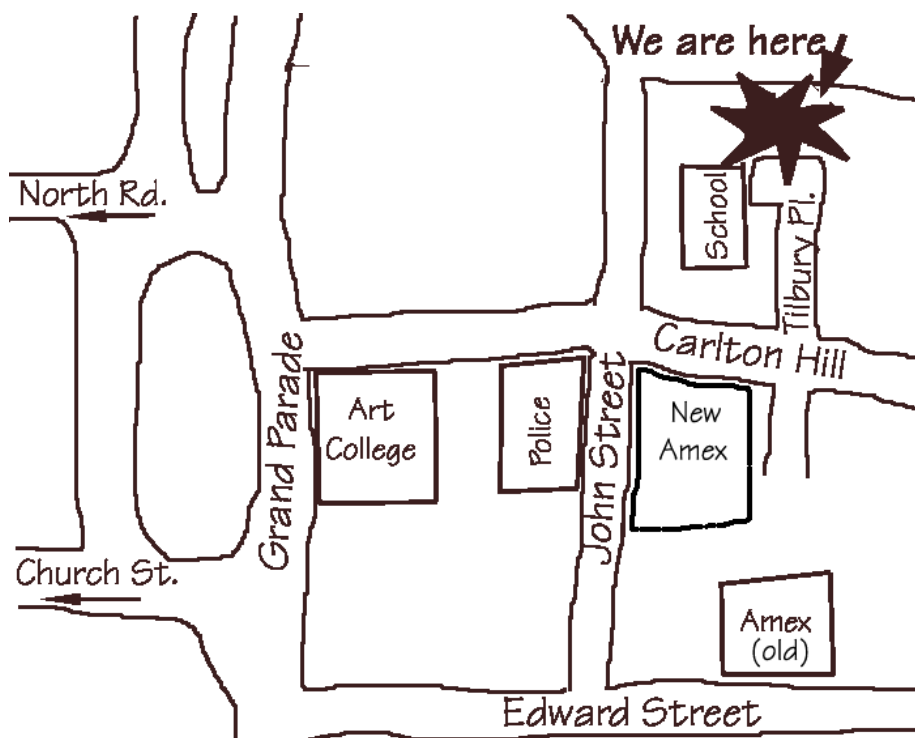 We are here
North Rd.
School
Tilbury Pl.
Carlton Hill
Grand Parade
Art
College
Police
John Street
New
Amex
Church St.
Amex
(old)
Edward Street